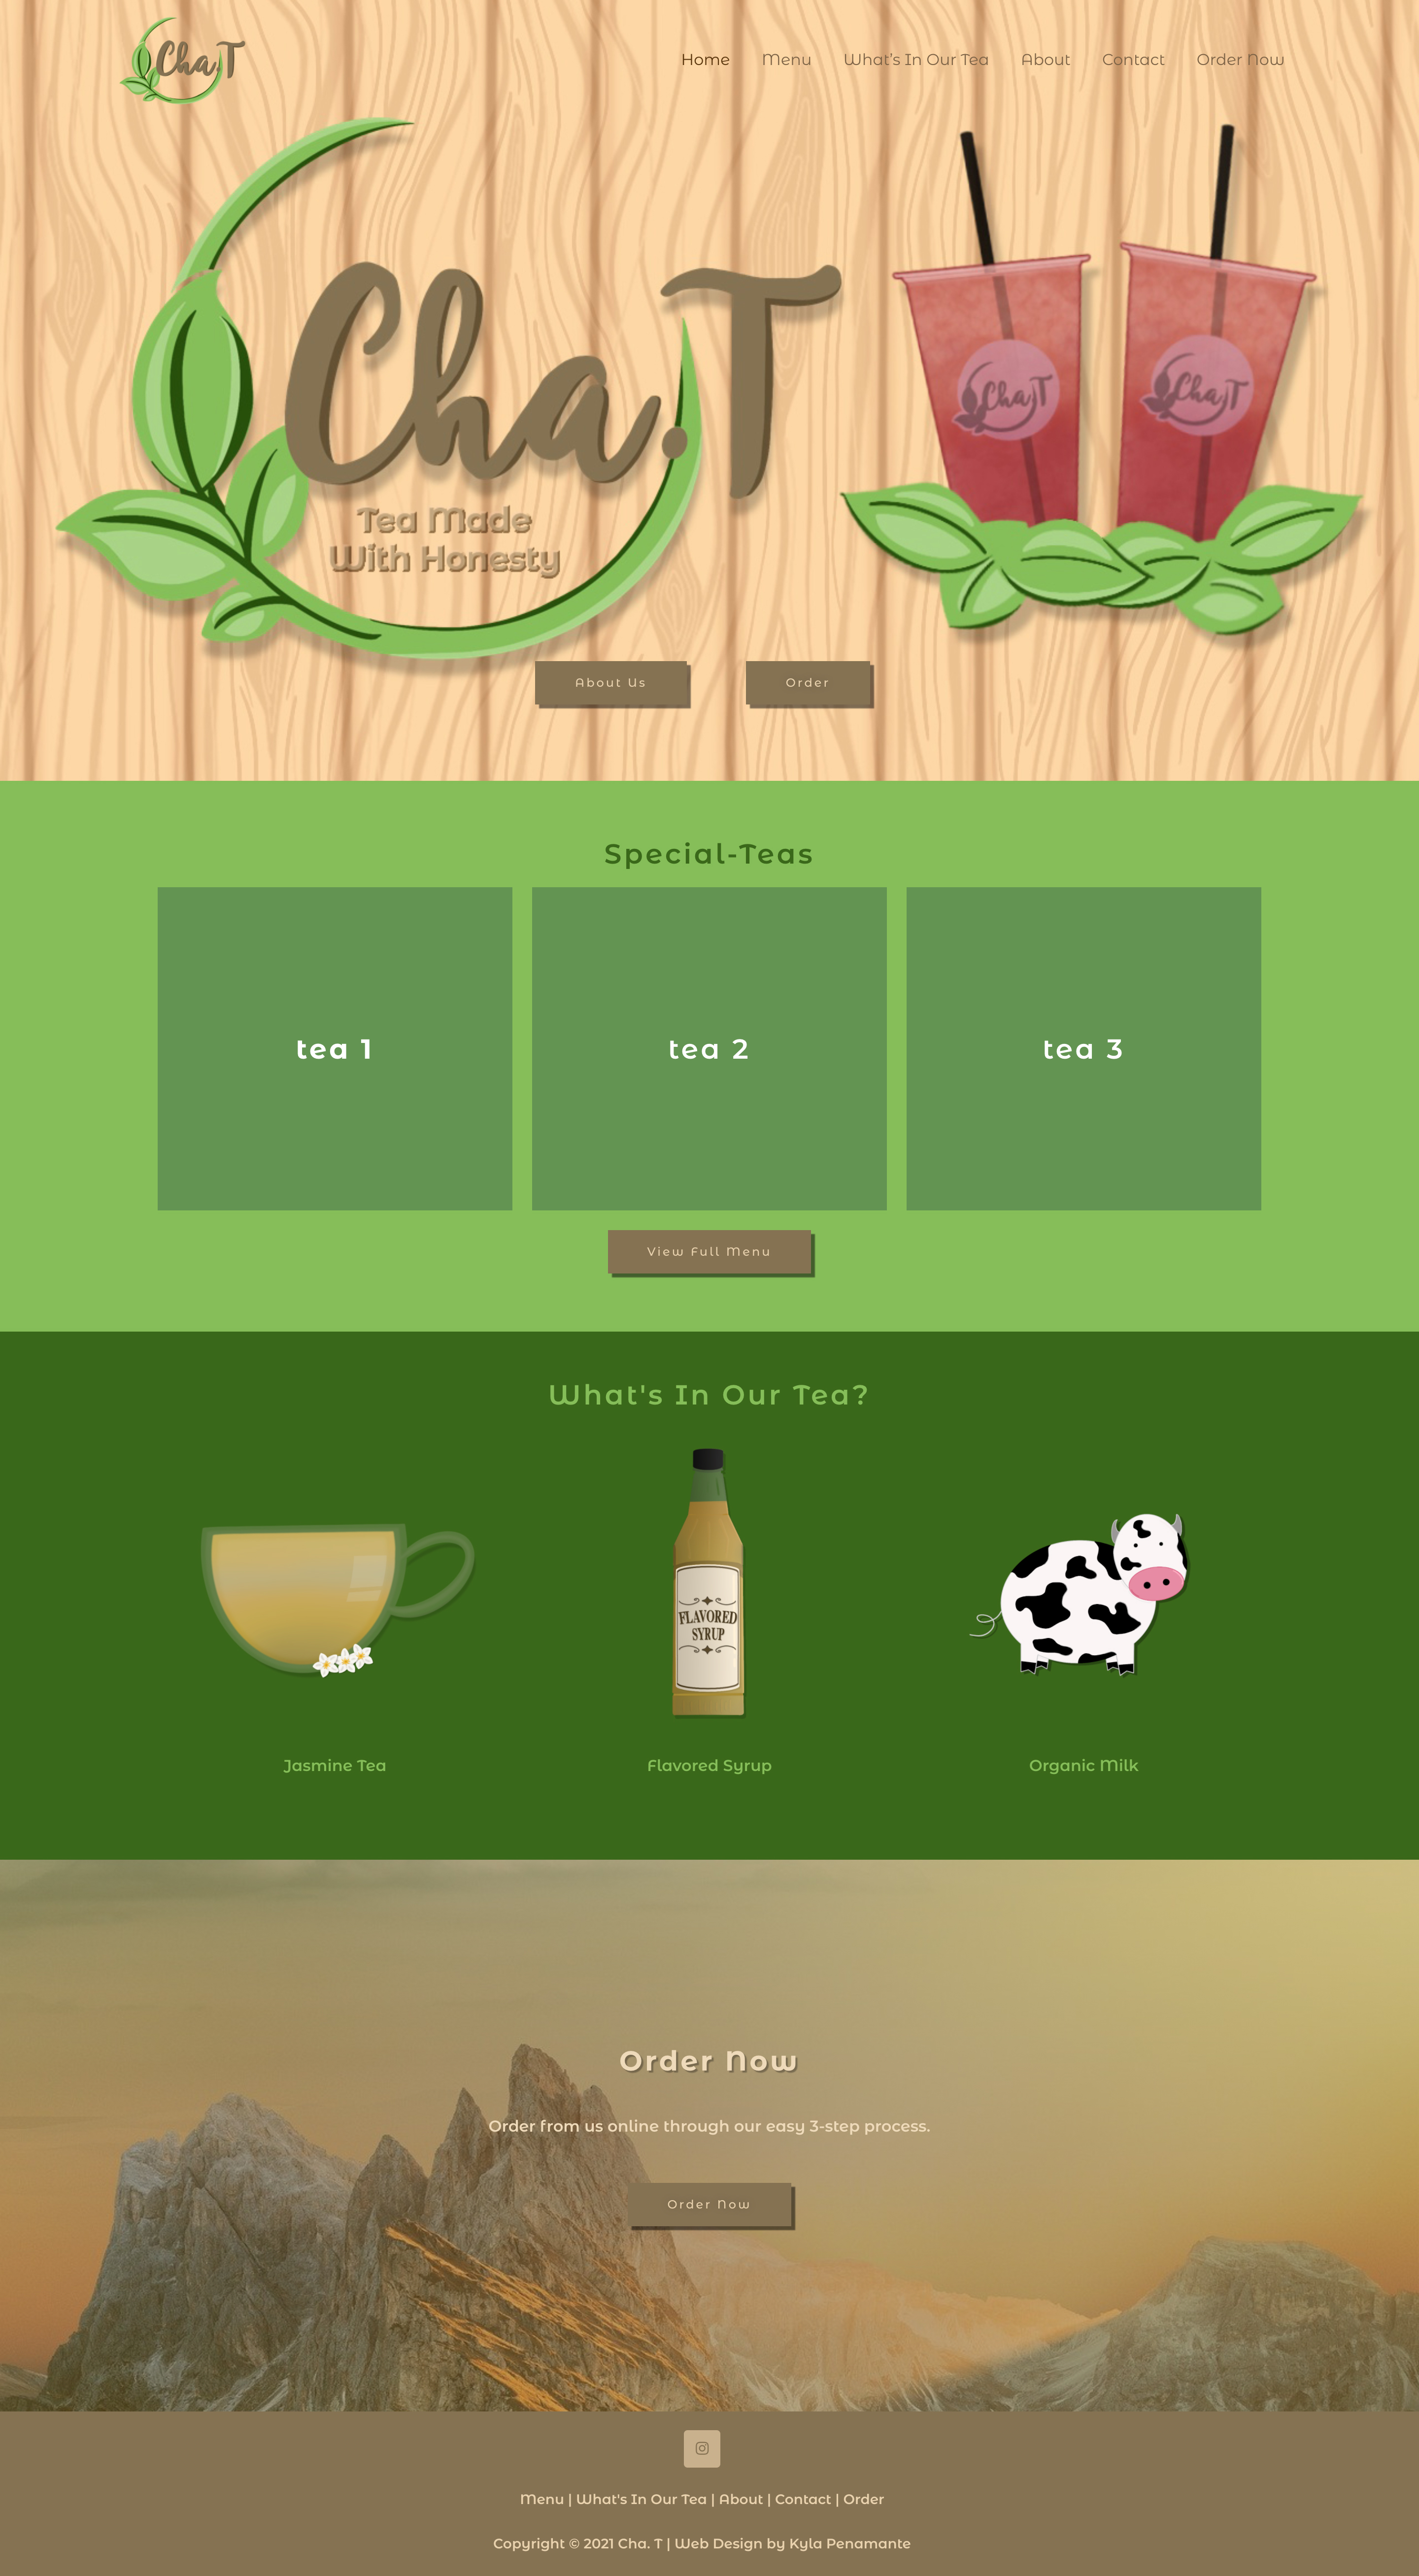 Cha.T
Home Menu What's In Our Tea About Contact Order Now
Cha.T
Tea Made
With Honesty
Cha.T
Cha.T
About Us
Order
Special-Teas
tea 1
tea 2
tea 3
View Full Menu
What's In Our Tea?
FLAVORED
SYRUP
Jasmine Tea
Flavored Syrup
Organic Milk
Order Now
Order from us online through our easy 3-step process.
Order Now
Menu | What's In Our Tea | About | Contact | Order
Copyright © 2021 Cha. T | Web Design by Kyla Penamante